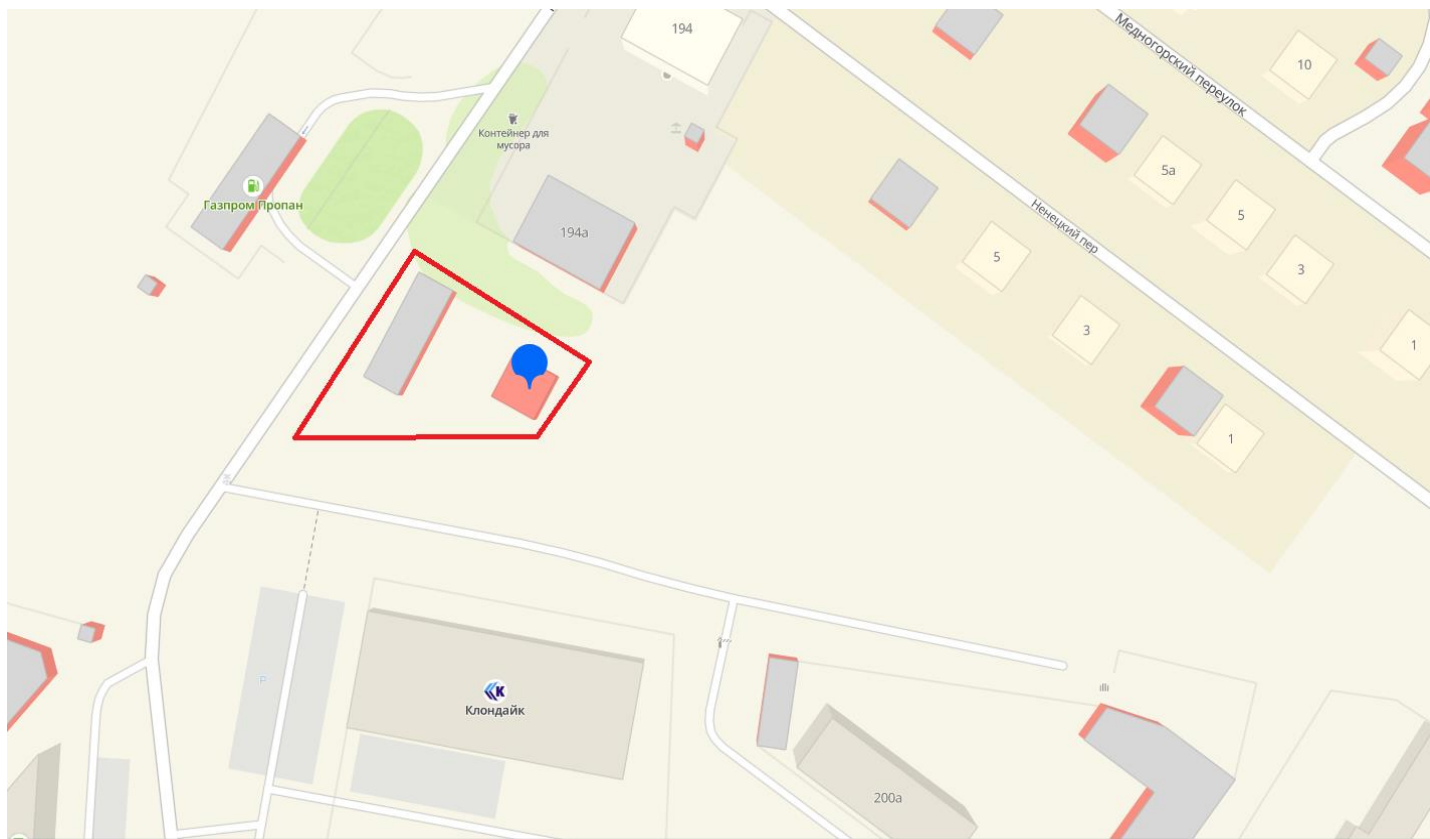 194
Медногорский переулок
10
Контейнер для
мусора
5а
Газпром Пропан
194а
5
Ненецкий пер
5
3
3
1
1
P
К
Клондайк
200а